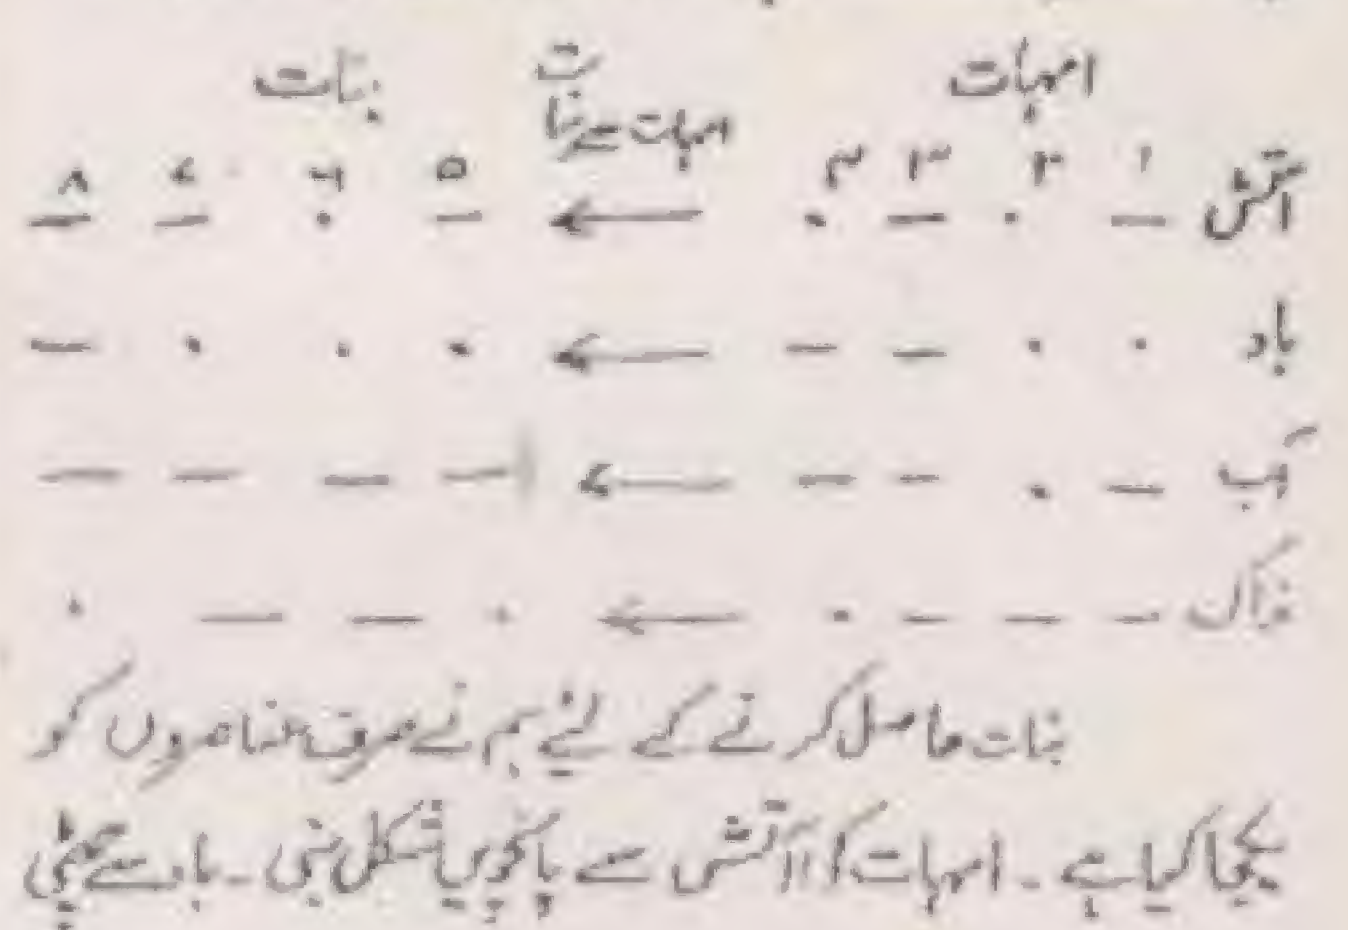 امہات امہات سے بنات بنات
۱ ۲ ۳ ۴ ۵ ۶ ۷ ۸
آتش — . — . ← — . — —
باد . . — — ← . . . —
آب — . — — ← — — — —
خاک — — — . ← . — — .
بنات حاصل کرنے کے لئے ہم نے صرف عناصروں کو
یکجا کیا ہے ۔ امہات کی آتش سے پانچویں شکل بنی ۔ باد سے چھٹی